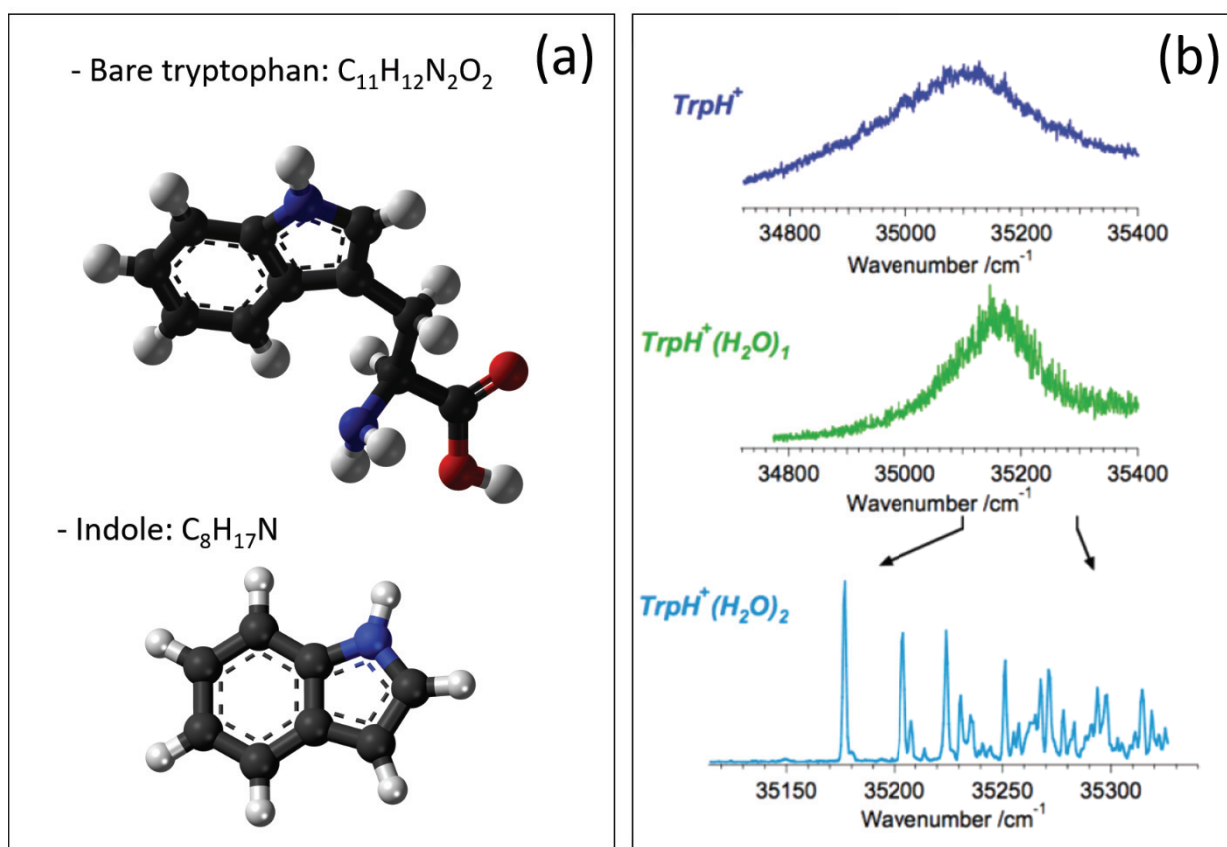 (a)
- Bare tryptophan: C₁₁H₁₂N₂O₂
- Indole: C₈H₁₇N
(b)
TrpH⁺
34800 35000 35200 35400
Wavenumber /cm⁻¹
TrpH⁺(H₂O)₁
34800 35000 35200 35400
Wavenumber /cm⁻¹
TrpH⁺(H₂O)₂
35150 35200 35250 35300
Wavenumber /cm⁻¹